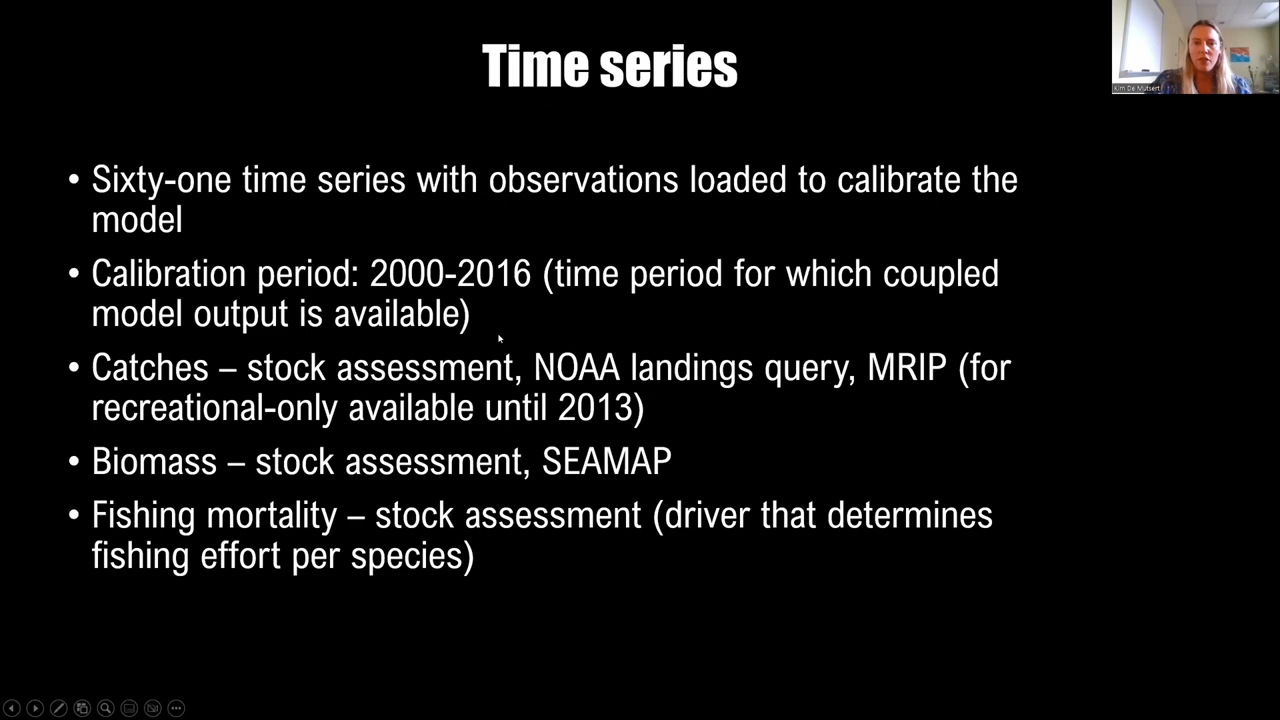 Time series
Kim De Mutsert
• Sixty-one time series with observations loaded to calibrate the
model
• Calibration period: 2000-2016 (time period for which coupled
model output is available)
• Catches – stock assessment, NOAA landings query, MRIP (for
recreational-only available until 2013)
• Biomass – stock assessment, SEAMAP
• Fishing mortality – stock assessment (driver that determines
fishing effort per species)